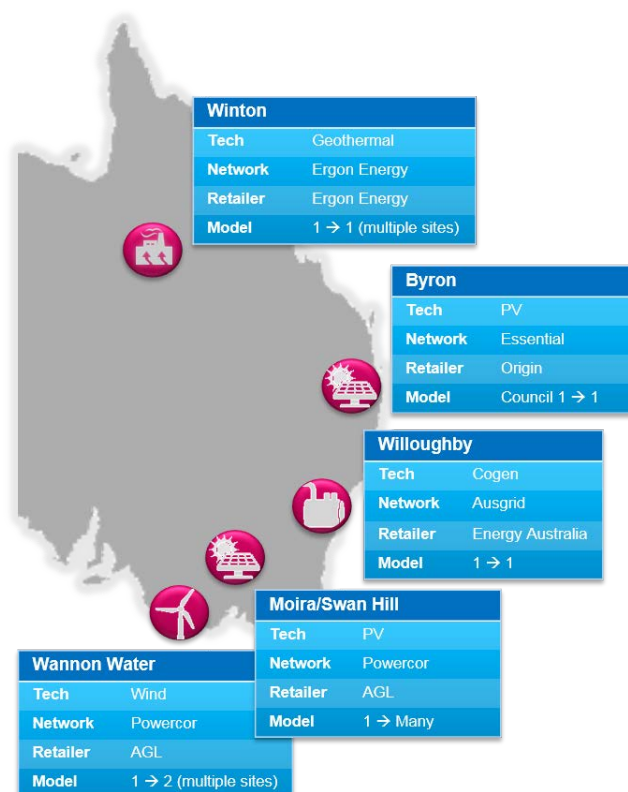 Winton
Tech Geothermal
Network Ergon Energy
Retailer Ergon Energy
Model 1 → 1 (multiple sites)
Byron
Tech PV
Network Essential
Retailer Origin
Model Council 1 → 1
Willoughby
Tech Cogen
Network Ausgrid
Retailer Energy Australia
Model 1 → 1
Moira/Swan Hill
Tech PV
Network Powercor
Retailer AGL
Model 1 → Many
Wannon Water
Tech Wind
Network Powercor
Retailer AGL
Model 1 → 2 (multiple sites)